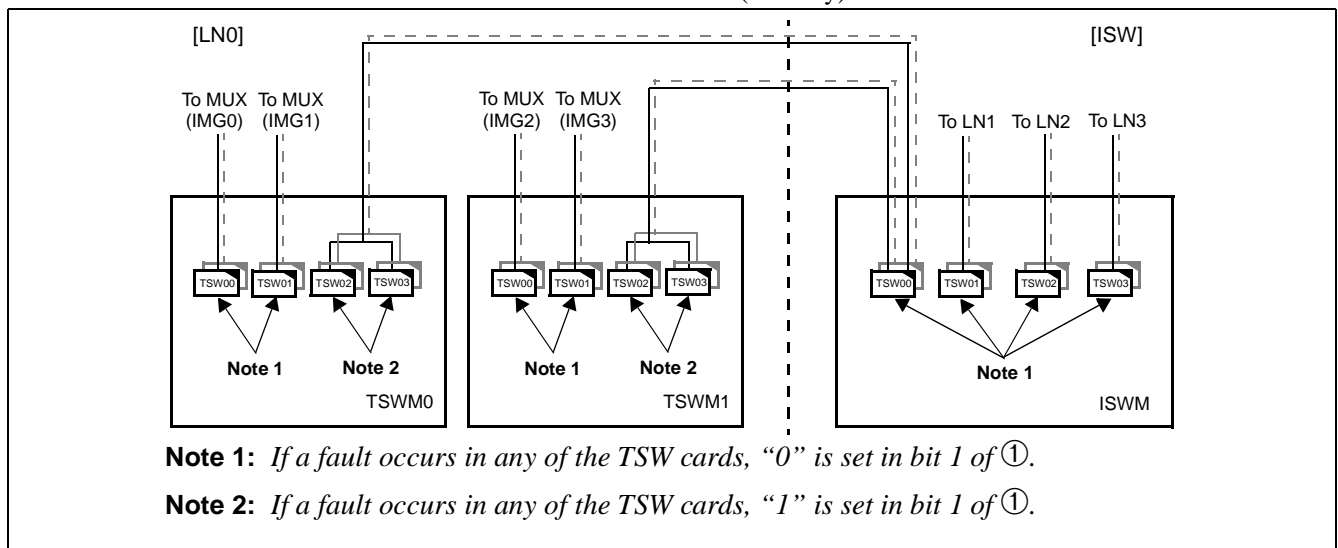 [LN0]
[ISW]
To MUX (IMG0)
To MUX (IMG1)
To MUX (IMG2)
To MUX (IMG3)
To LN1
To LN2
To LN3
TSW00
TSW01
TSW02
TSW03
TSW00
TSW01
TSW02
TSW03
TSW00
TSW01
TSW02
TSW03
Note 1
Note 2
Note 1
Note 2
Note 1
TSWM0
TSWM1
ISWM
Note 1: If a fault occurs in any of the TSW cards, “0” is set in bit 1 of ①.
Note 2: If a fault occurs in any of the TSW cards, “1” is set in bit 1 of ①.